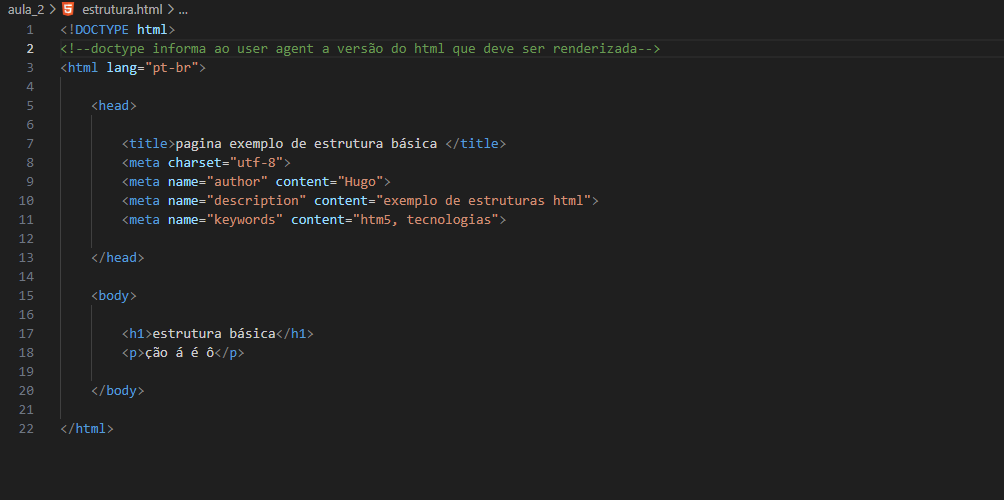 aula_2 > estrutura.html > ...
1 <!DOCTYPE html>
2 <!--doctype informa ao user agent a versão do html que deve ser renderizada-->
3 <html lang="pt-br">
4
5 <head>
6
7 <title>pagina exemplo de estrutura básica </title>
8 <meta charset="utf-8">
9 <meta name="author" content="Hugo">
10 <meta name="description" content="exemplo de estruturas html">
11 <meta name="keywords" content="htm5, tecnologias">
12
13 </head>
14
15 <body>
16
17 <h1>estrutura básica</h1>
18 <p>ção á é ô</p>
19
20 </body>
21
22 </html>